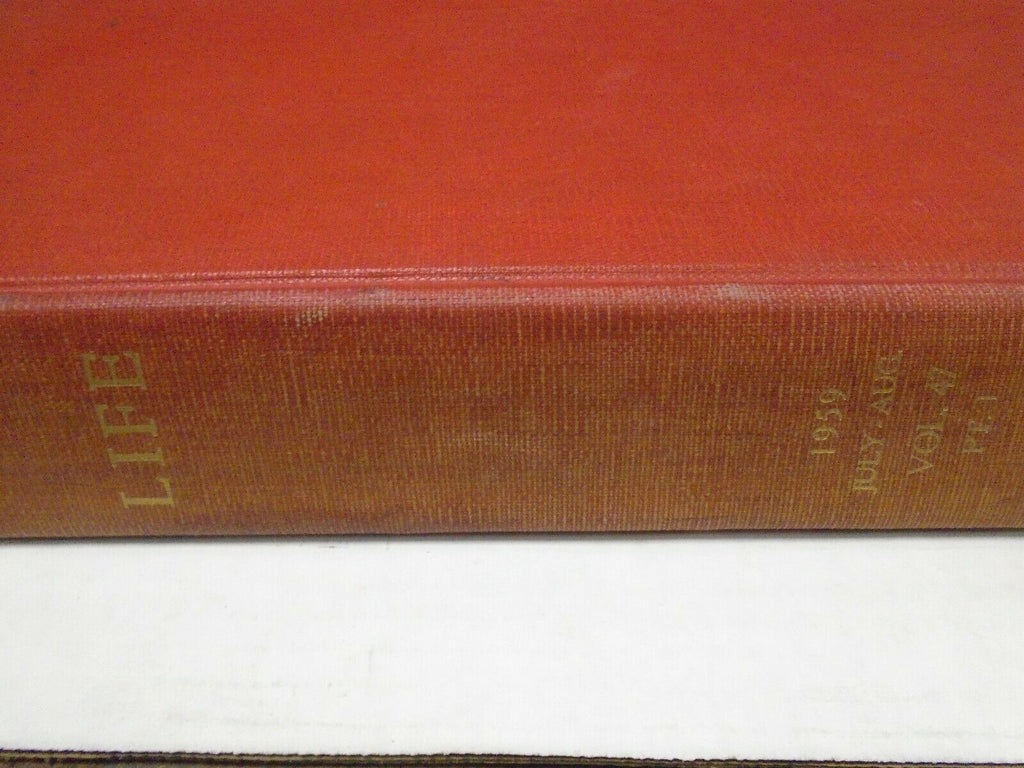 LIFE
1959
JULY - AUG.
VOL. 47
PT. 1